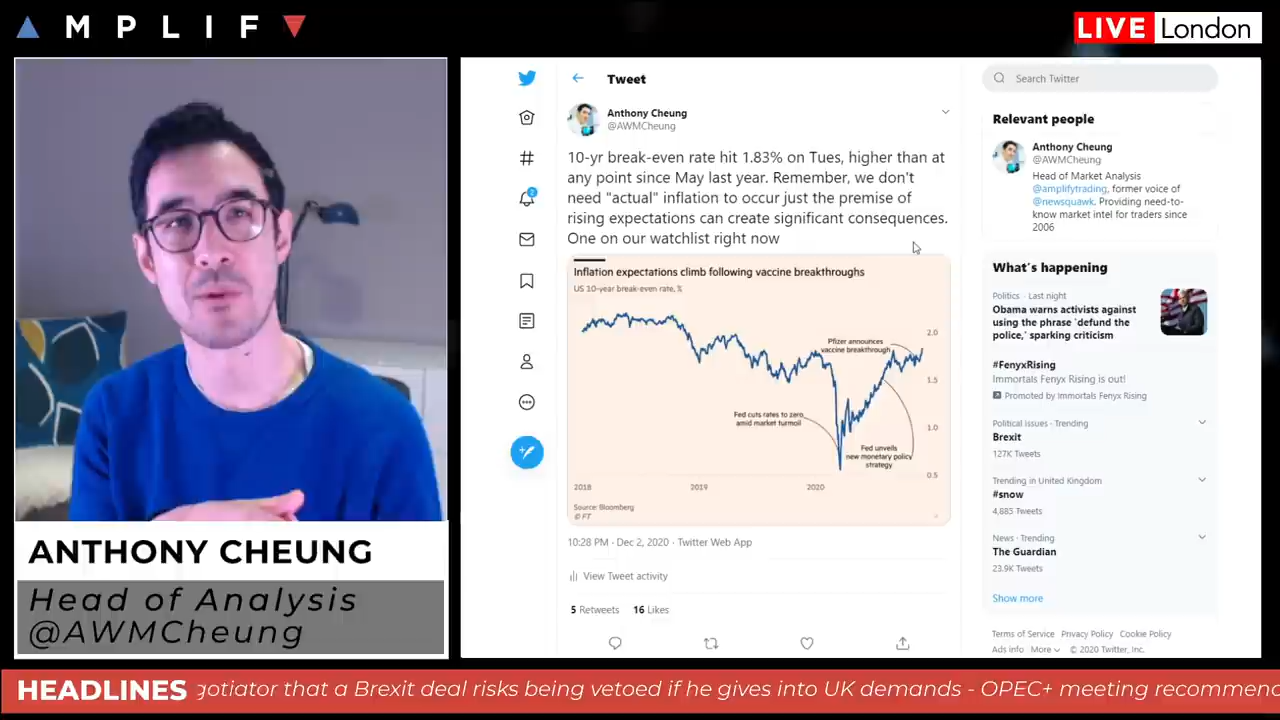 AMPLIFY
LIVE London
Tweet
Search Twitter
Anthony Cheung
@AWMCheung
10-yr break-even rate hit 1.83% on Tues, higher than at
any point since May last year. Remember, we don't
need "actual" inflation to occur just the premise of
rising expectations can create significant consequences.
One on our watchlist right now
Inflation expectations climb following vaccine breakthroughs
US 10-year break-even rate, %
2.0
Pfizer announces
vaccine breakthrough
1.5
Fed cuts rates to zero
amid market turmoil
1.0
Fed unveils
new monetary policy
strategy
0.5
2018
2019
2020
Source: Bloomberg
© FT
10:28 PM · Dec 2, 2020 · Twitter Web App
View Tweet activity
5 Retweets 16 Likes
Relevant people
Anthony Cheung
@AWMCheung
Head of Market Analysis
@amplifytrading, former voice of
@newsquawk. Providing need-to-
know market intel for traders since
2006
What's happening
Politics · Last night
Obama warns activists against
using the phrase 'defund the
police,' sparking criticism
#FenyxRising
Immortals Fenyx Rising is out!
Promoted by Immortals Fenyx Rising
Political issues · Trending
Brexit
127K Tweets
Trending in United Kingdom
#snow
4,885 Tweets
News · Trending
The Guardian
23.9K Tweets
Show more
Terms of Service Privacy Policy Cookie Policy
Ads info More © 2020 Twitter, Inc.
ANTHONY CHEUNG
Head of Analysis
@AWMCheung
HEADLINES gotiator that a Brexit deal risks being vetoed if he gives into UK demands - OPEC+ meeting recommend